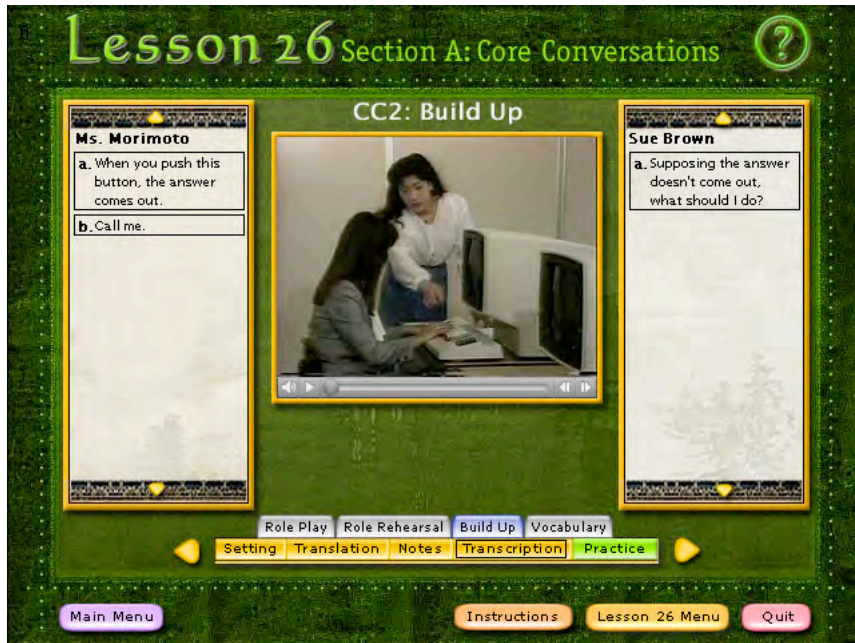 Lesson 26 Section A: Core Conversations
?
CC2: Build Up
Ms. Morimoto
a. When you push this
button, the answer
comes out.
b. Call me.
Sue Brown
a. Supposing the answer
doesn't come out,
what should I do?
Role Play Role Rehearsal Build Up Vocabulary
Setting Translation Notes Transcription Practice
Main Menu Instructions Lesson 26 Menu Quit